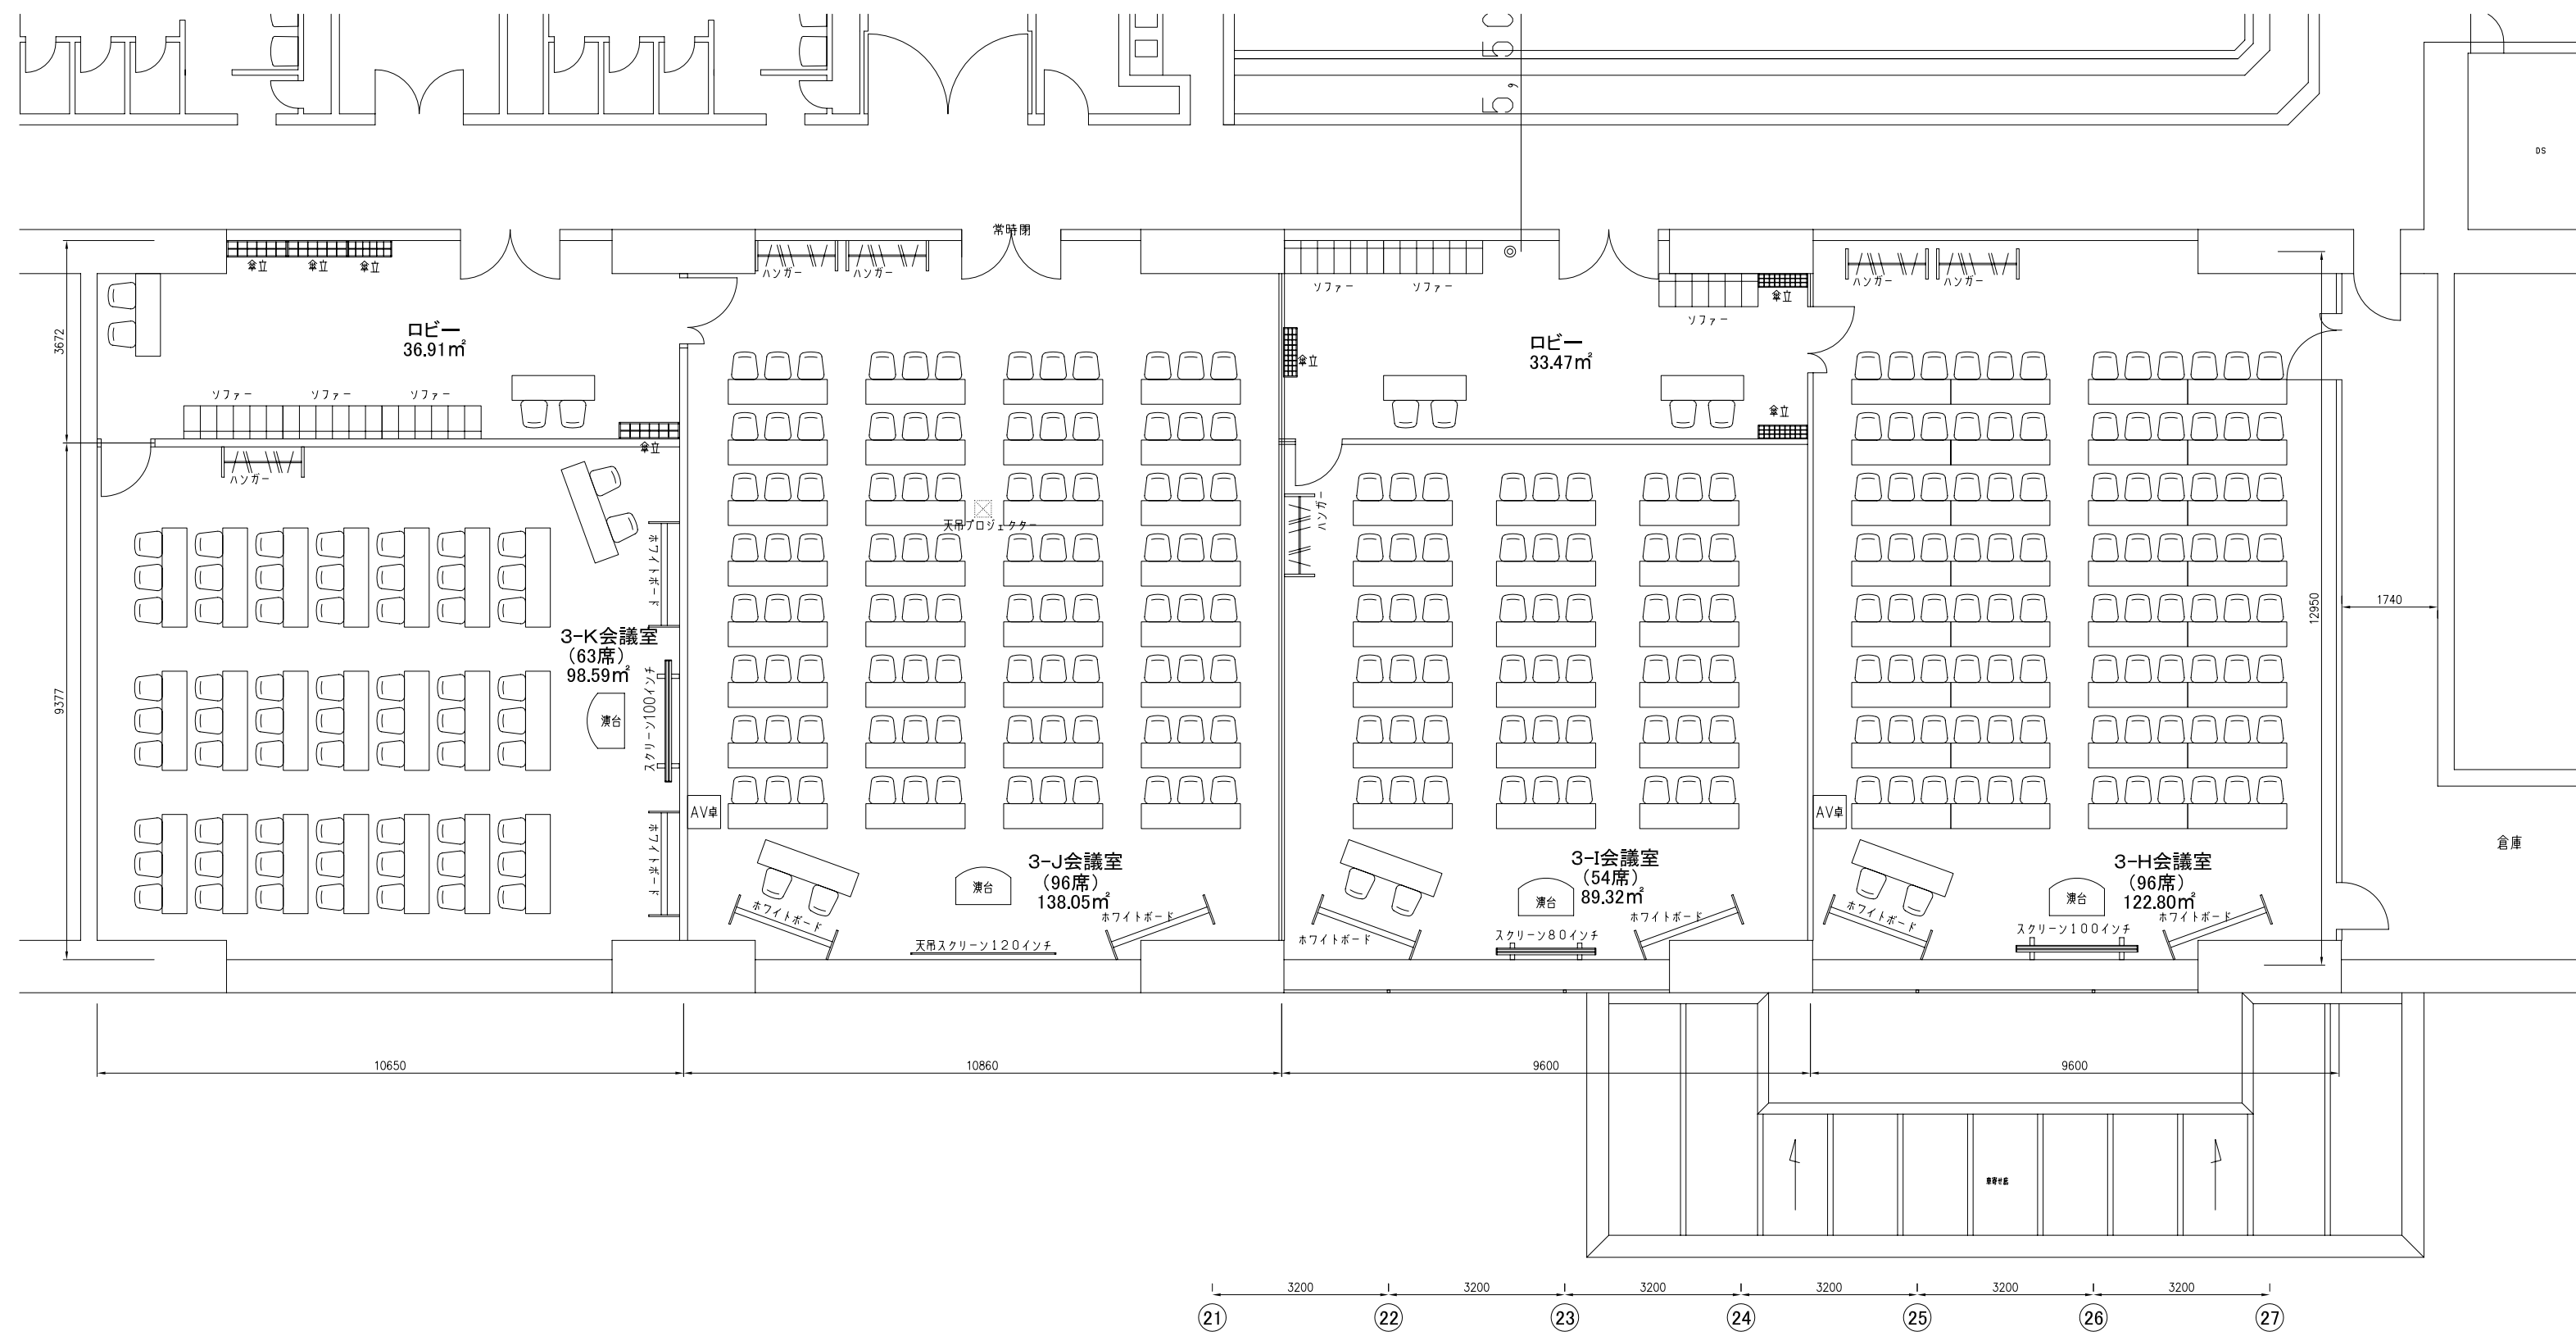 5,50
DS
常時閉
傘立
傘立
傘立
ハンガー
ハンガー
ソファー
ソファー
傘立
ソファー
ハンガー
ハンガー
ロビー
36.91㎡
3672
傘立
ロビー
33.47㎡
ソファー
ソファー
ソファー
傘立
傘立
ハンガー
ハンガー
天吊プロジェクター
ホワイトボード
3-K会議室
(63席)
98.59㎡
演台
スクリーン100インチ
ホワイトボード
9377
12950
1740
AV卓
AV卓
倉庫
3-J会議室
(96席)
138.05㎡
演台
ホワイトボード
ホワイトボード
天吊スクリーン120インチ
3-I会議室
(54席)
89.32㎡
演台
ホワイトボード
ホワイトボード
スクリーン80インチ
3-H会議室
(96席)
122.80㎡
演台
ホワイトボード
ホワイトボード
スクリーン100インチ
10650
10860
9600
9600
車寄せ庇
3200
3200
3200
3200
3200
3200
21
22
23
24
25
26
27